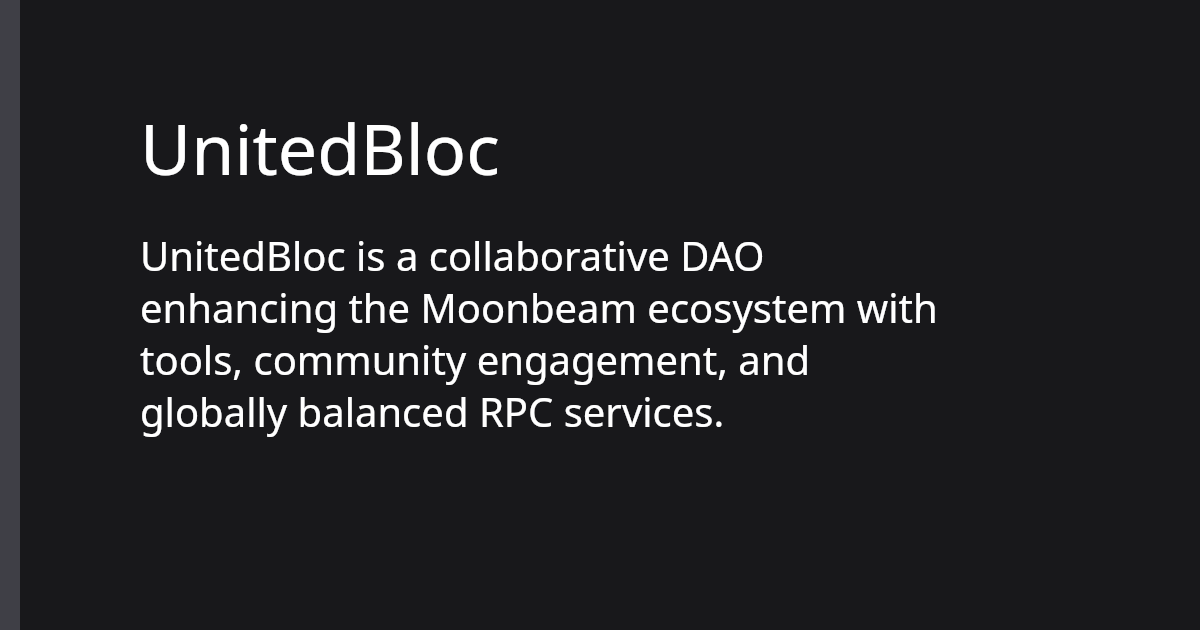 UnitedBloc
UnitedBloc is a collaborative DAO
enhancing the Moonbeam ecosystem with
tools, community engagement, and
globally balanced RPC services.